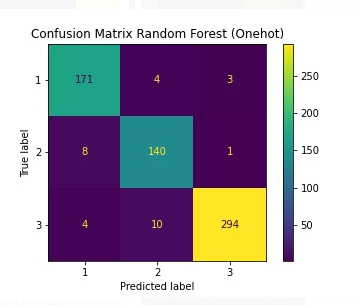 Confusion Matrix Random Forest (Onehot)
True label
1 171 4 3
2 8 140 1
3 4 10 294
1 2 3
Predicted label
250
200
150
100
50